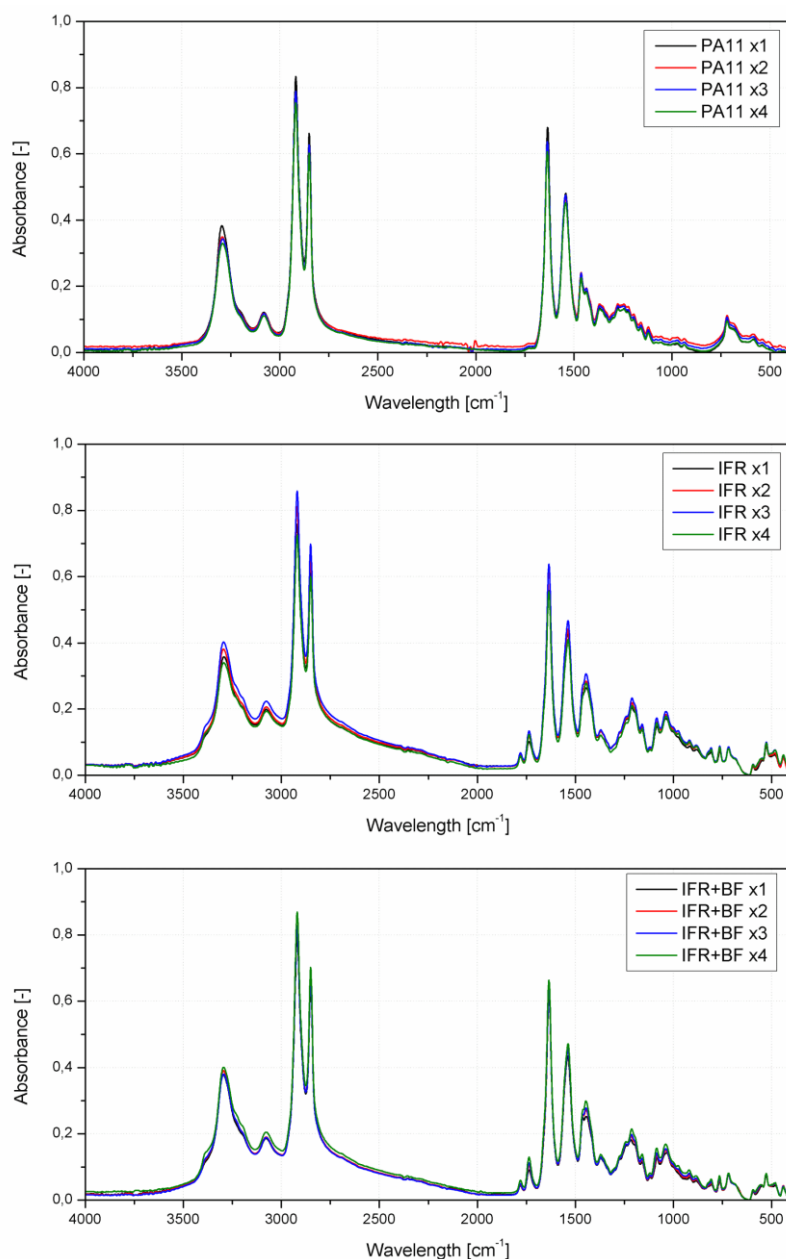 1,0
0,8
0,6
0,4
0,2
0,0
Absorbance [-]
PA11 x1
PA11 x2
PA11 x3
PA11 x4
4000 3500 3000 2500 2000 1500 1000 500
Wavelength [cm⁻¹]
1,0
0,8
0,6
0,4
0,2
0,0
Absorbance [-]
IFR x1
IFR x2
IFR x3
IFR x4
4000 3500 3000 2500 2000 1500 1000 500
Wavelength [cm⁻¹]
1,0
0,8
0,6
0,4
0,2
0,0
Absorbance [-]
IFR+BF x1
IFR+BF x2
IFR+BF x3
IFR+BF x4
4000 3500 3000 2500 2000 1500 1000 500
Wavelength [cm⁻¹]